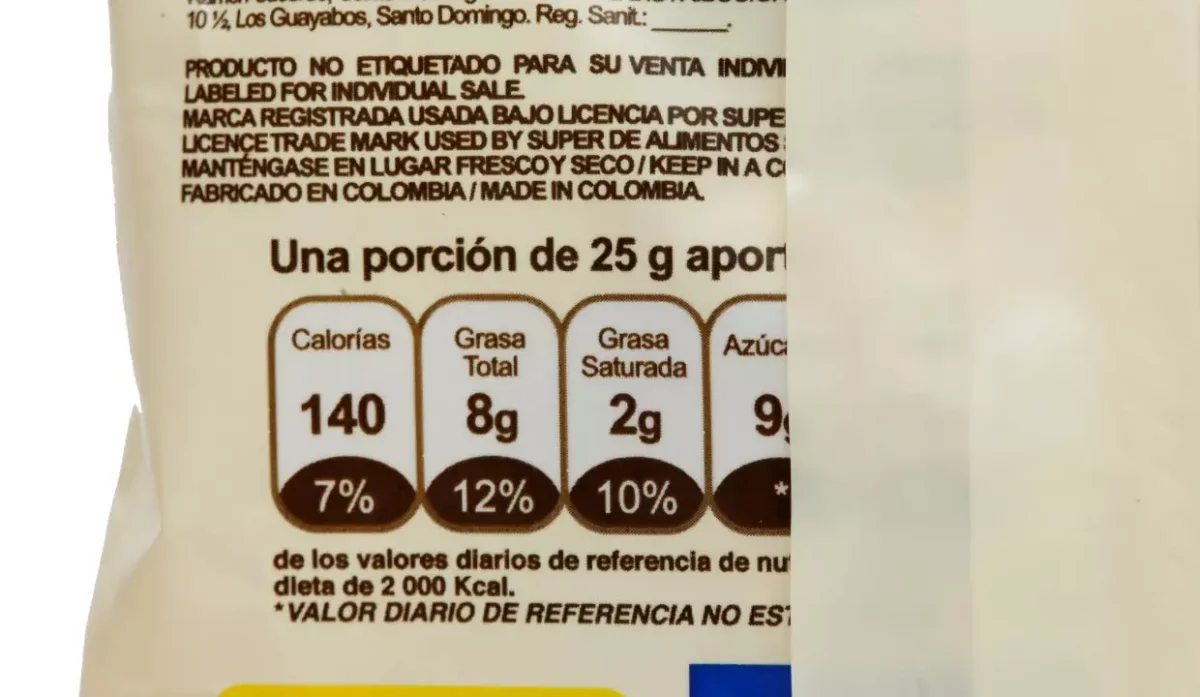 10 ½, Los Guayabos, Santo Domingo. Reg. Sanit.: ________.
PRODUCTO NO ETIQUETADO PARA SU VENTA
LABELED FOR INDIVIDUAL SALE.
MARCA REGISTRADA USADA BAJO LICENCIA POR
LICENCE TRADE MARK USED BY SUPER DE ALIMENTOS
MANTÉNGASE EN LUGAR FRESCO Y SECO / KEEP IN A
FABRICADO EN COLOMBIA / MADE IN COLOMBIA.
Una porción de 25 g
Calorías
140
7%
Grasa
Total
8g
12%
Grasa
Saturada
2g
10%
9g
*
de los valores diarios de referencia de
dieta de 2 000 Kcal.
*VALOR DIARIO DE REFERENCIA NO